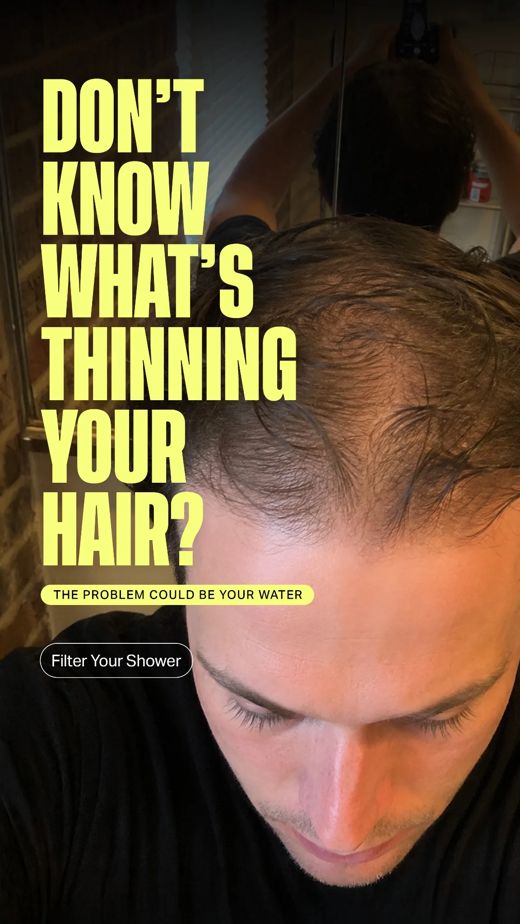 DON’T
KNOW
WHAT’S
THINNING
YOUR
HAIR?
THE PROBLEM COULD BE YOUR WATER
Filter Your Shower